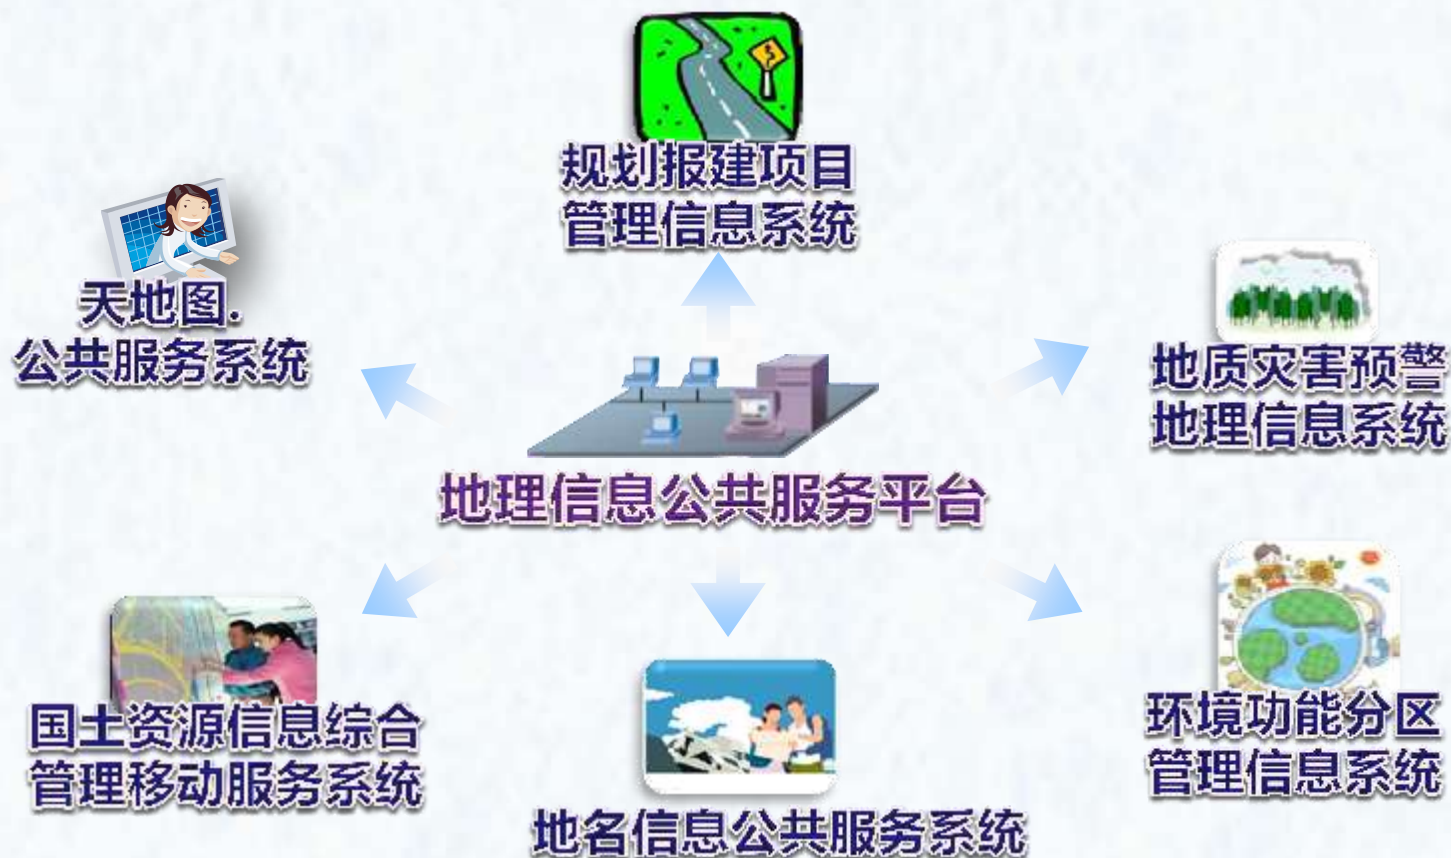 规划报建项目
管理信息系统
天地图.
公共服务系统
地质灾害预警
地理信息系统
地理信息公共服务平台
国土资源信息综合
管理移动服务系统
环境功能分区
管理信息系统
地名信息公共服务系统